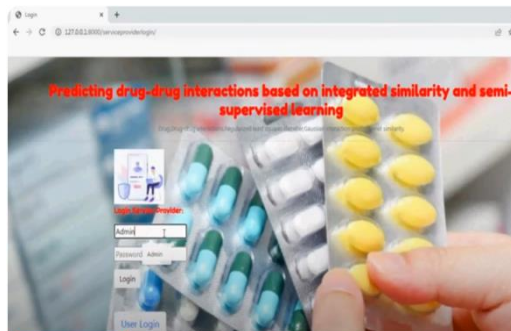 Login
127.0.0.1:8000/serviceproviderlogin/
Predicting drug-drug interactions based on integrated similarity and semi-
supervised learning
Login Service Provider:
Admin
Password Admin
Login
User Login